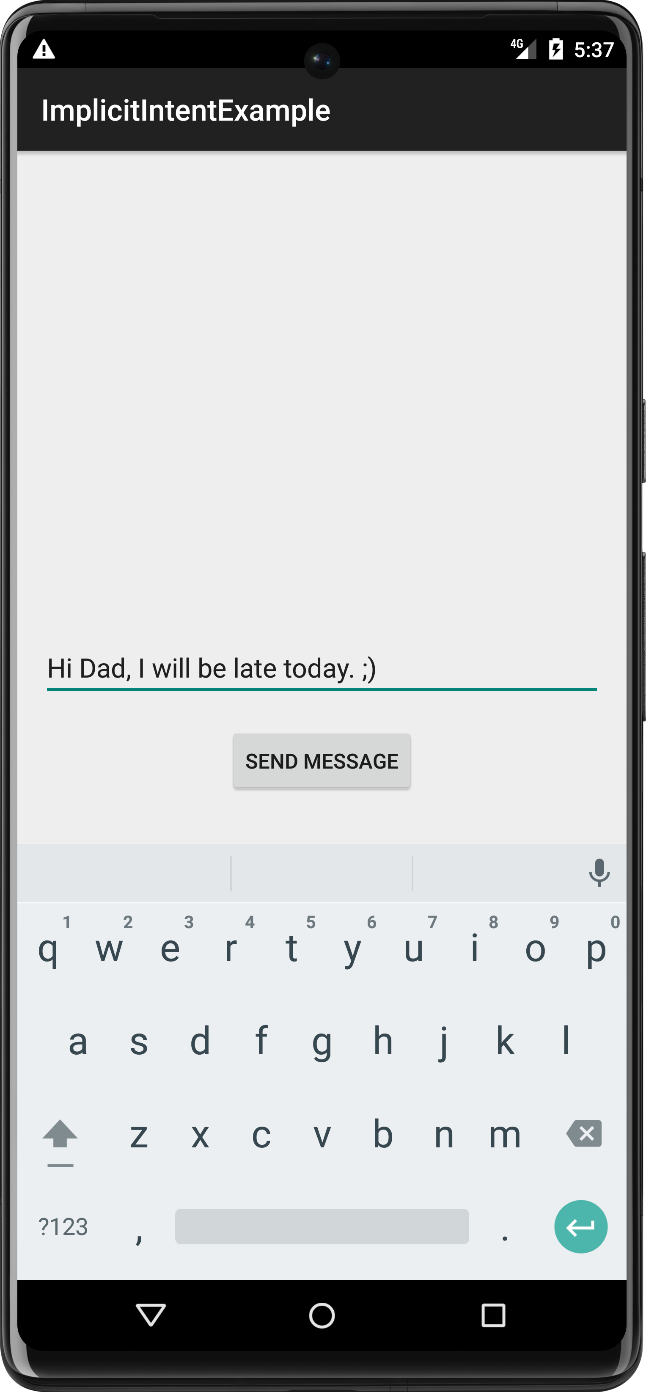 4G 5:37
ImplicitIntentExample
Hi Dad, I will be late today. ;)
SEND MESSAGE
1 2 3 4 5 6 7 8 9 0
q w e r t y u i o p
a s d f g h j k l
z x c v b n m
?123 , .